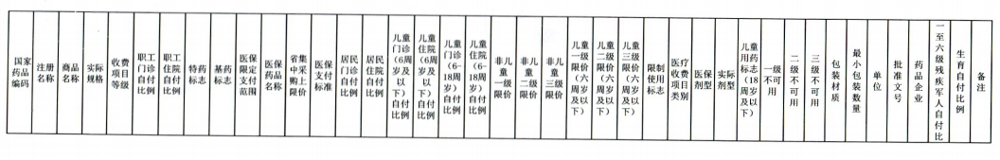 国家药品编码
注册名称
商品名称
实际规格
收费项目等级
职工门诊自付比例
职工住院自付比例
特药标志
基药标志
医保限定支付范围
医保药品名称
省集中采购上限价
医保支付标准
居民门诊自付比例
居民住院自付比例
儿童门诊（6周岁及以下）自付比例
儿童住院（6周岁及以下）自付比例
儿童门诊（6-18周岁）自付比例
儿童住院（6-18周岁）自付比例
非儿童一级限价
非儿童二级限价
非儿童三级限价
儿童一级限价（六周岁及以下）
儿童二级限价（六周岁及以下）
儿童三级限价（六周岁及以下）
限制使用标志
医疗收费项目类别
医保剂型
实际剂型
儿童用药标志（18周岁及以下）
一级不可用
二级不可用
三级不可用
包装材质
最小包装数量
单位
批准文号
药品企业
一至六级残疾军人自付比
生育自付比例
备注